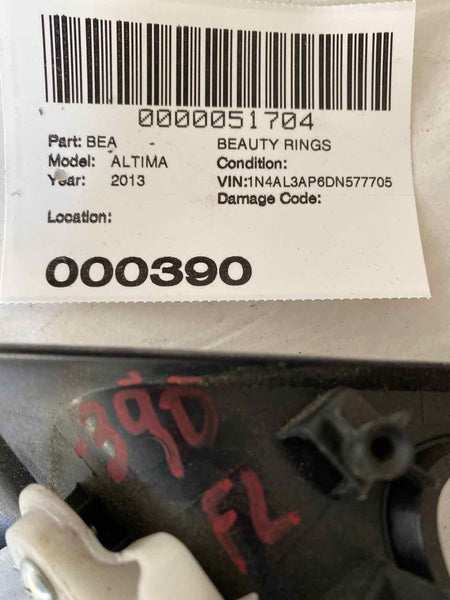 0000051704
Part: BEA - BEAUTY RINGS
Model: ALTIMA Condition:
Year: 2013 VIN:1N4AL3AP6DN577705
Damage Code:
Location:
000390
390
FL